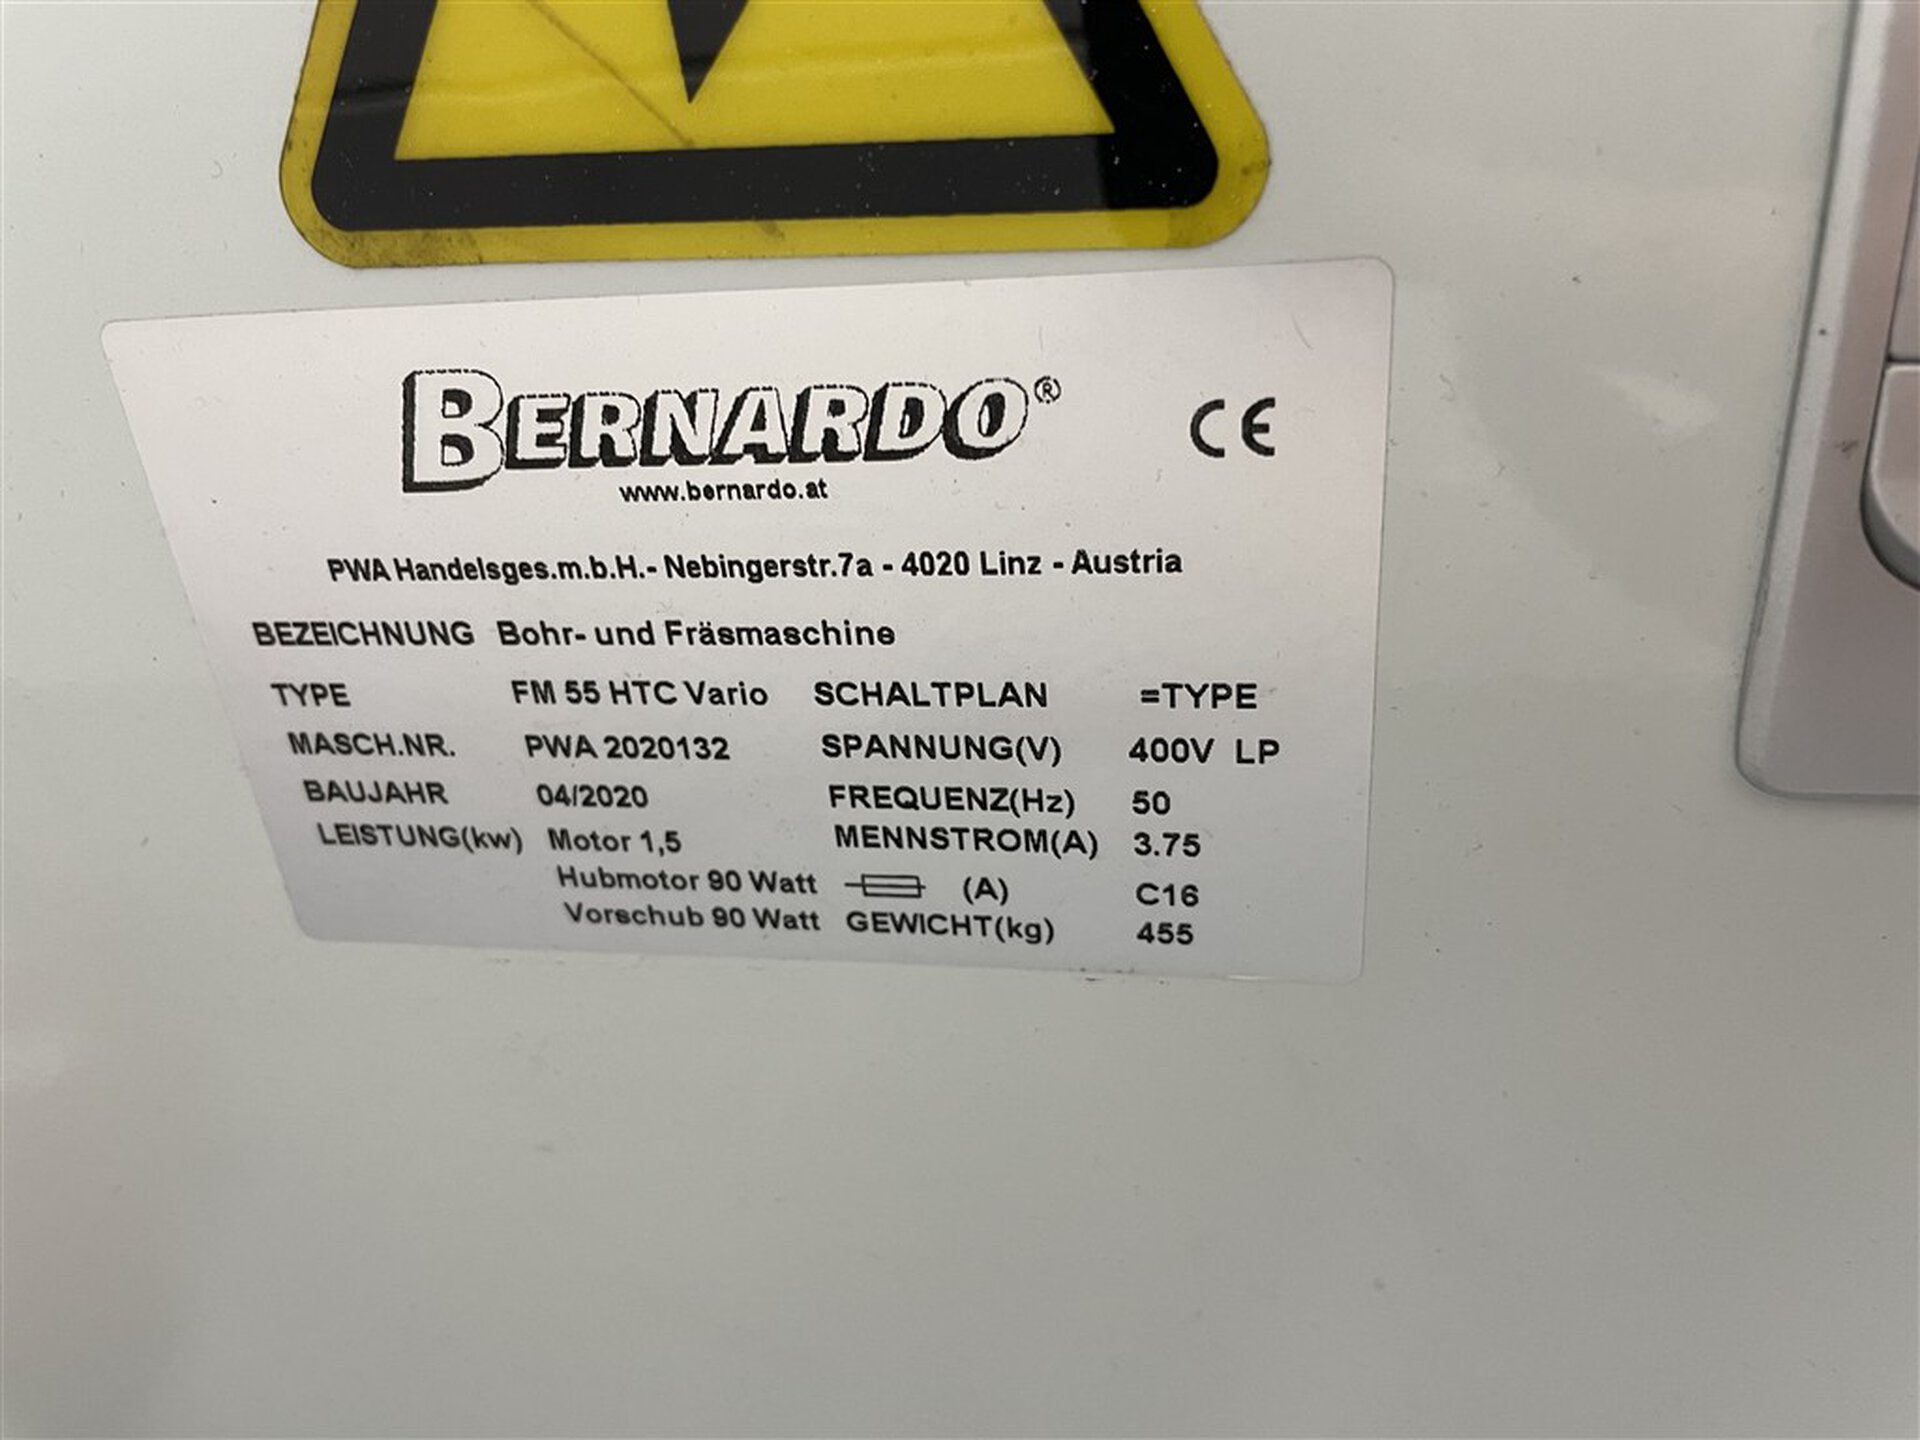 BERNARDO®
CE
www.bernardo.at
PWA Handelsges.m.b.H.- Nebingerstr.7a - 4020 Linz - Austria
BEZEICHNUNG Bohr- und Fräsmaschine
TYPE FM 55 HTC Vario SCHALTPLAN =TYPE
MASCH.NR. PWA 2020132 SPANNUNG(V) 400V LP
BAUJAHR 04/2020 FREQUENZ(Hz) 50
LEISTUNG(kw) Motor 1,5 MENNSTROM(A) 3.75
Hubmotor 90 Watt (A) C16
Vorschub 90 Watt GEWICHT(kg) 455